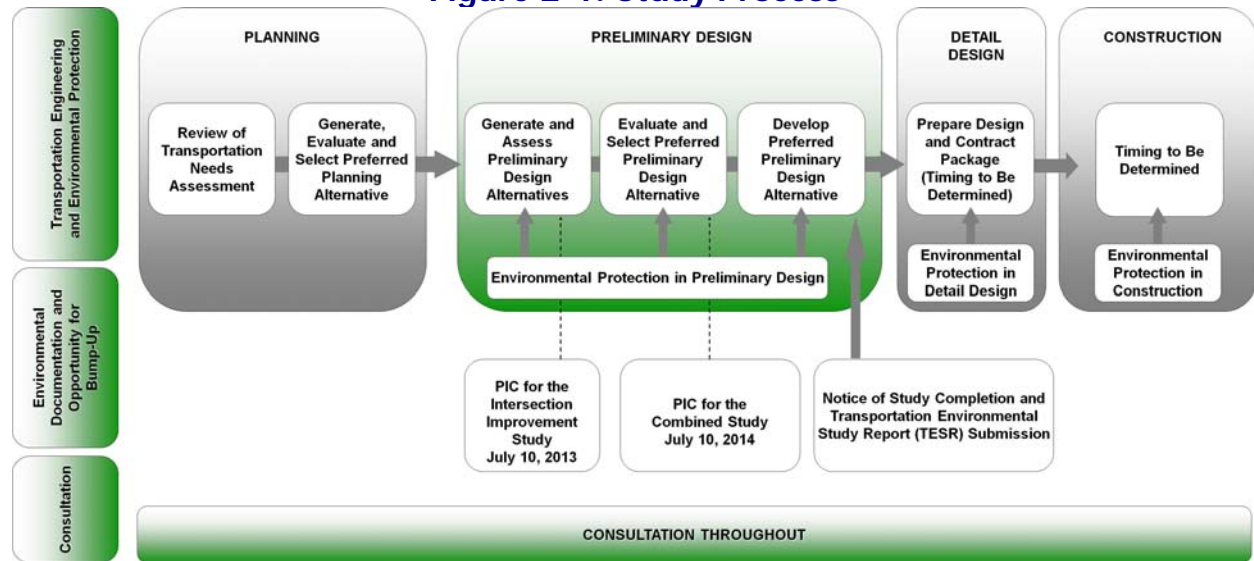 Figure E-1: Study Process
PLANNING
PRELIMINARY DESIGN
DETAIL
DESIGN
CONSTRUCTION
Transportation Engineering
and Environmental Protection
Review of
Transportation
Needs
Assessment
Generate,
Evaluate and
Select Preferred
Planning
Alternative
Generate and
Assess
Preliminary
Design
Alternatives
Evaluate and
Select Preferred
Preliminary
Design
Alternative
Develop
Preferred
Preliminary
Design
Alternative
Prepare Design
and Contract
Package
(Timing to Be
Determined)
Timing to Be
Determined
Environmental Protection in Preliminary Design
Environmental
Protection in
Detail Design
Environmental
Protection in
Construction
Environmental
Documentation and
Opportunity for
Bump-Up
PIC for the
Intersection
Improvement
Study
July 10, 2013
PIC for the
Combined Study
July 10, 2014
Notice of Study Completion and
Transportation Environmental
Study Report (TESR) Submission
Consultation
CONSULTATION THROUGHOUT